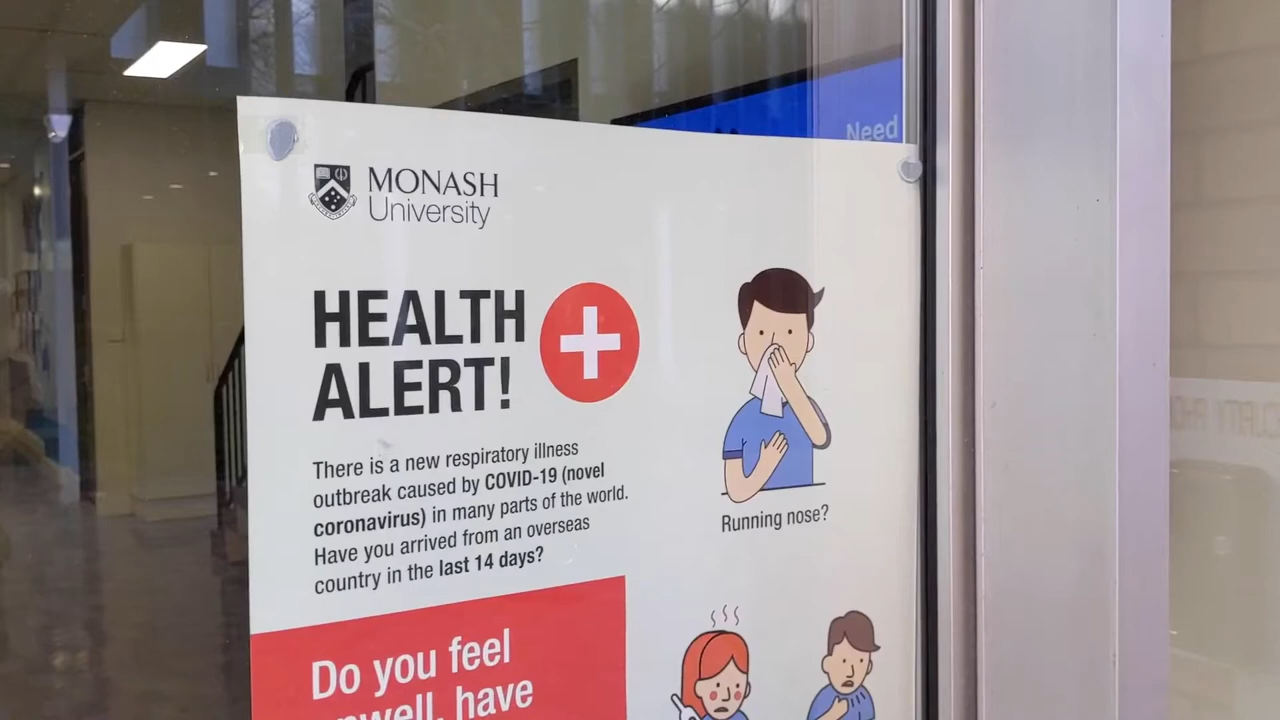 Need
MONASH
University
HEALTH
ALERT!
There is a new respiratory illness
outbreak caused by COVID-19 (novel
coronavirus) in many parts of the world.
Have you arrived from an overseas
country in the last 14 days?
Running nose?
Do you feel
have